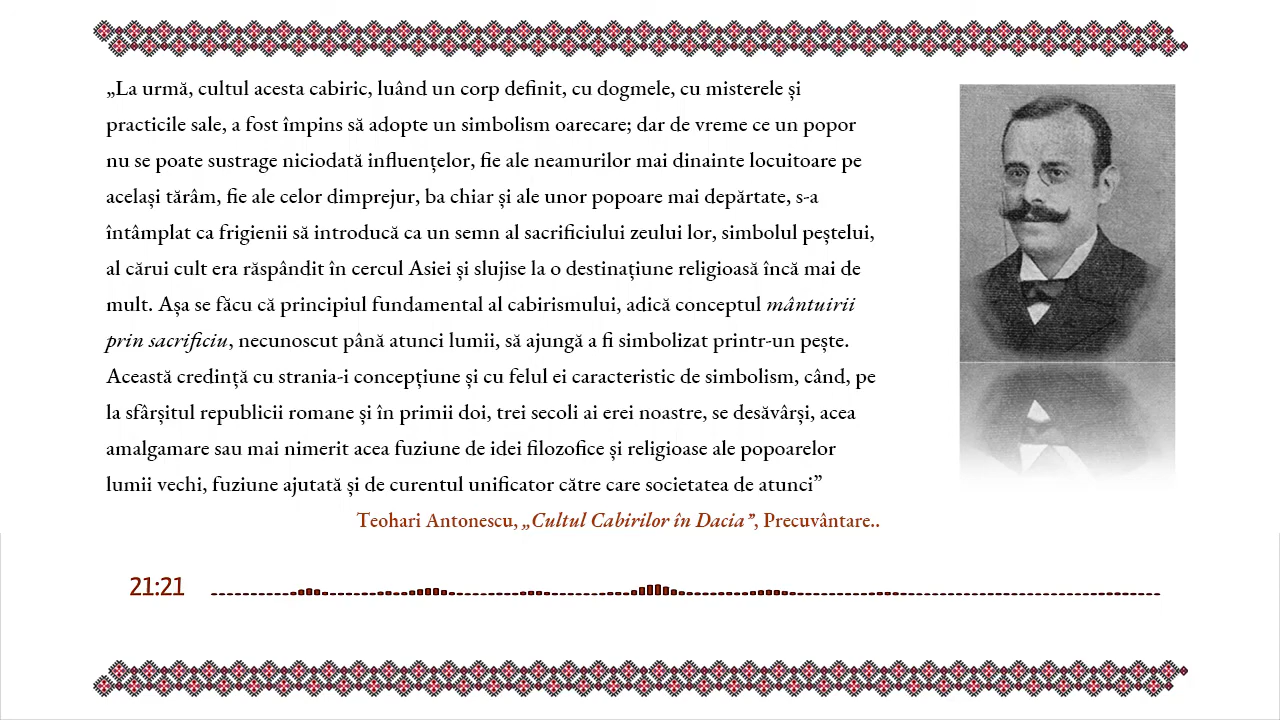 „La urmă, cultul acesta cabiric, luând un corp definit, cu dogmele, cu misterele și
practicile sale, a fost împins să adopte un simbolism oarecare; dar de vreme ce un popor
nu se poate sustrage niciodată influențelor, fie ale neamurilor mai dinainte locuitoare pe
același tărâm, fie ale celor dimprejur, ba chiar și ale unor popoare mai depărtate, s-a
întâmplat ca frigienii să introducă ca un semn al sacrificiului zeului lor, simbolul peștelui,
al cărui cult era răspândit în cercul Asiei și slujise la o destinațiune religioasă încă mai de
mult. Așa se făcu că principiul fundamental al cabirismului, adică conceptul mântuirii
prin sacrificiu, necunoscut până atunci lumii, să ajungă a fi simbolizat printr-un pește.
Această credință cu strania-i concepțiune și cu felul ei caracteristic de simbolism, când, pe
la sfârșitul republicii romane și în primii doi, trei secoli ai erei noastre, se desăvârși, acea
amalgamare sau mai nimerit acea fuziune de idei filozofice și religioase ale popoarelor
lumii vechi, fuziune ajutată și de curentul unificator către care societatea de atunci”
Teohari Antonescu, „Cultul Cabirilor în Dacia”, Precuvântare..
21:21